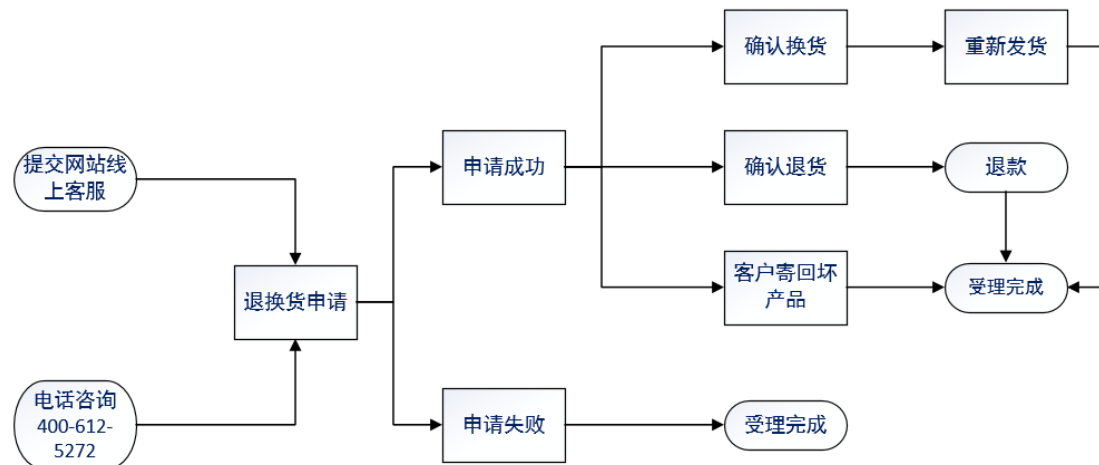 确认换货
重新发货
提交网站线
上客服
申请成功
确认退货
退款
退换货申请
客户寄回坏
产品
受理完成
电话咨询
400-612-
5272
申请失败
受理完成